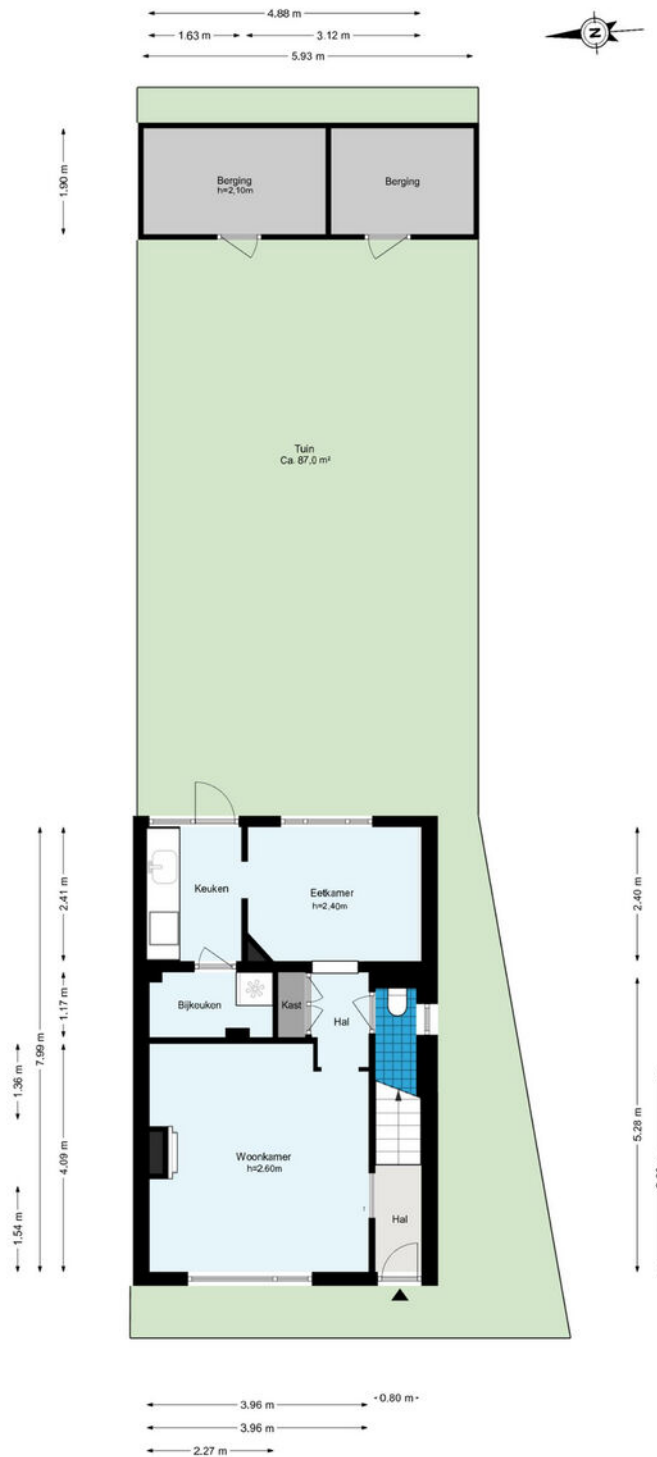 4.88 m
1.63 m
3.12 m
5.93 m
N
1.90 m
Berging
h=2,10m
Berging
Tuin
Ca. 87,0 m²
2.41 m
Keuken
Eetkamer
h=2,40m
2.40 m
1.17 m
Bijkeuken
Kast
Hal
7.99 m
1.36 m
4.09 m
Woonkamer
h=2.60m
5.28 m
1.54 m
Hal
3.96 m
0.80 m
3.96 m
2.27 m